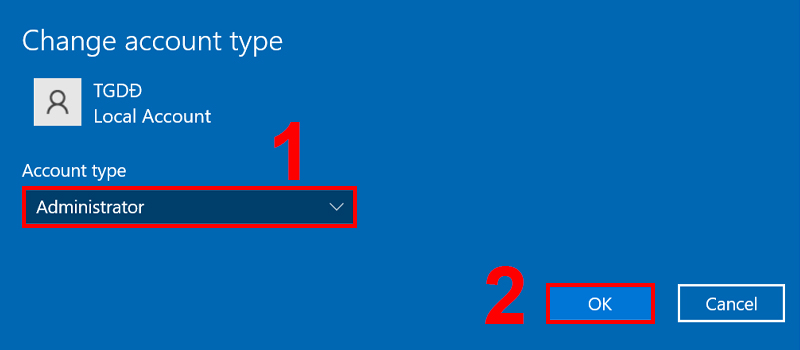 Change account type
TGDĐ
Local Account
1
Account type
Administrator
2
OK
Cancel